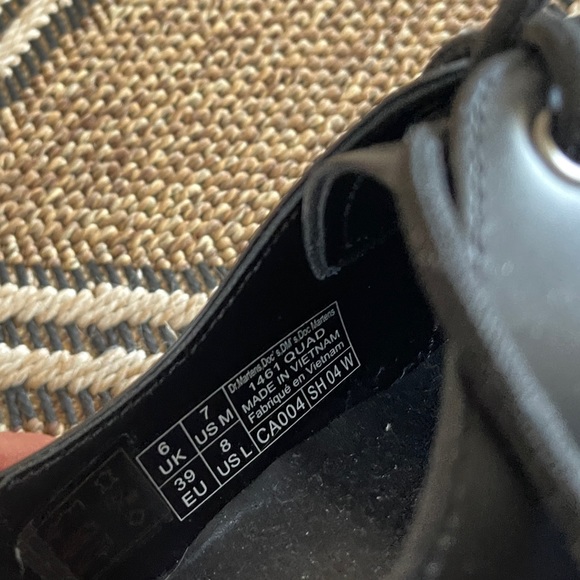 6 UK
7 US M
39 EU
8 US L
Dr.Martens.Doc's.DM's.Doc Martens
1461 QUAD
MADE IN VIETNAM
Fabriqué en Vietnam
CA004
SH 04 W